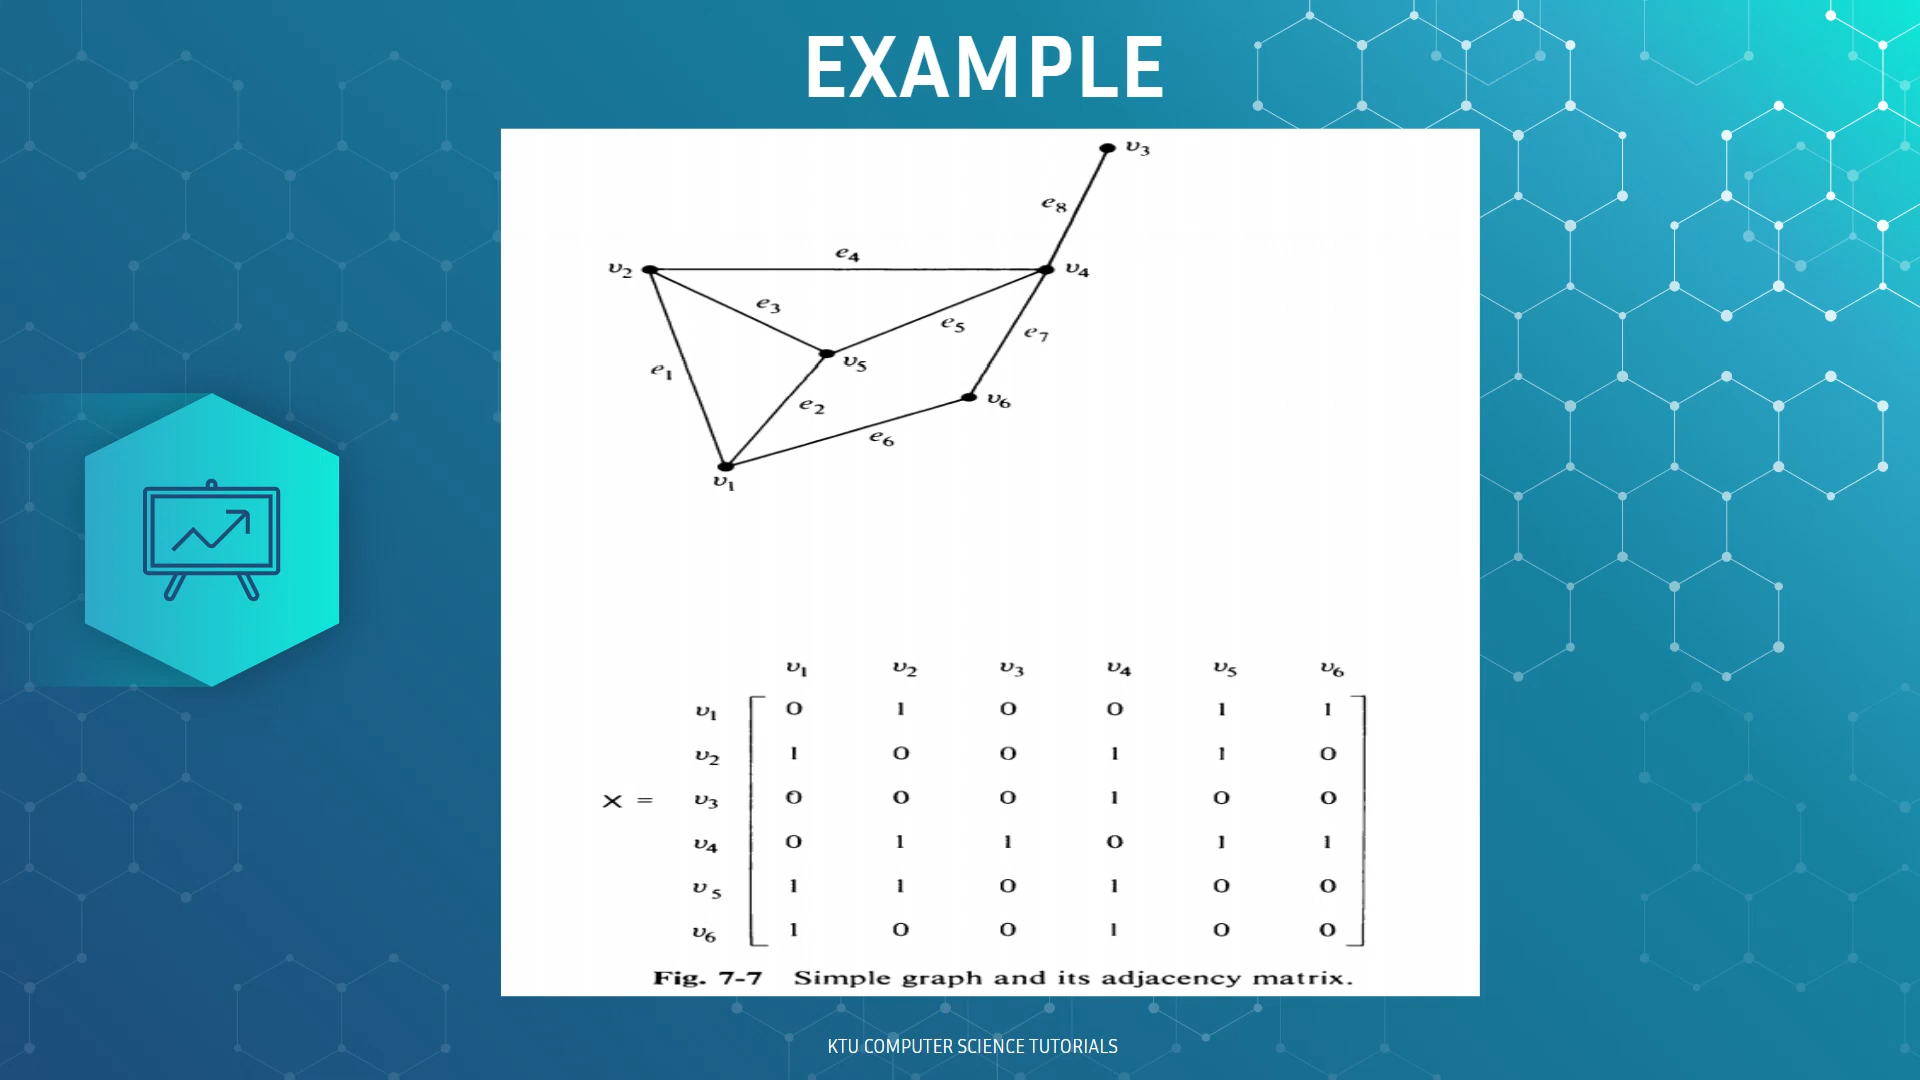 EXAMPLE
v3
e8
v2 e4 v4
e3
e5 e7
e1 v5
e2 v6
e6
v1
v1 v2 v3 v4 v5 v6
v1 0 1 0 0 1 1
v2 1 0 0 1 1 0
X = v3 0 0 0 1 0 0
v4 0 1 1 0 1 1
v5 1 1 0 1 0 0
v6 1 0 0 1 0 0
Fig. 7-7 Simple graph and its adjacency matrix.
KTU COMPUTER SCIENCE TUTORIALS